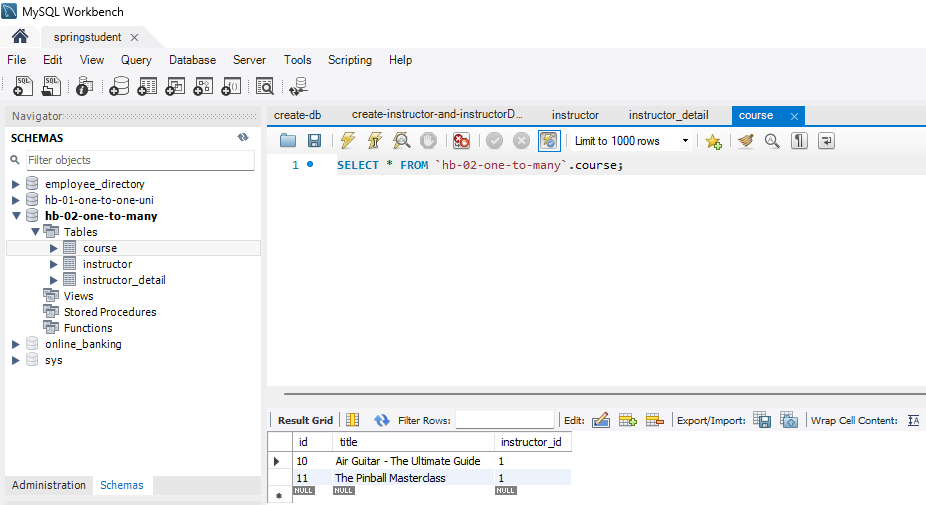 MySQL Workbench
springstudent
File Edit View Query Database Server Tools Scripting Help
Navigator
SCHEMAS
Filter objects
employee_directory
hb-01-one-to-one-uni
hb-02-one-to-many
Tables
course
instructor
instructor_detail
Views
Stored Procedures
Functions
online_banking
sys
Administration Schemas
create-db create-instructor-and-instructorD... instructor instructor_detail course
Limit to 1000 rows
1 SELECT * FROM `hb-02-one-to-many`.course;
Result Grid Filter Rows: Edit: Export/Import: Wrap Cell Content:
id title instructor_id
10 Air Guitar - The Ultimate Guide 1
11 The Pinball Masterclass 1
NULL NULL NULL